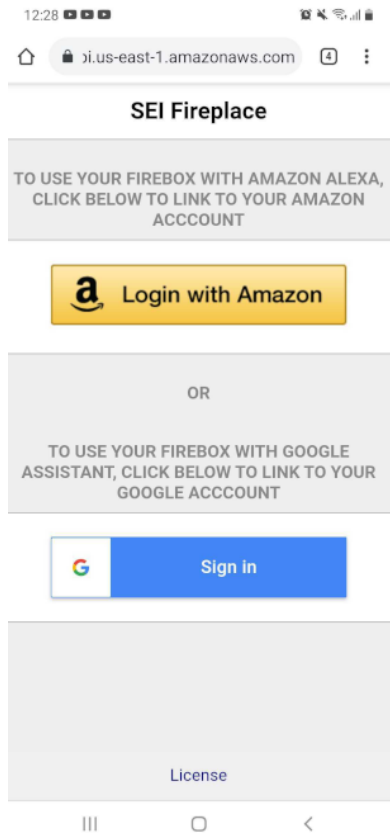 12:28
pi.us-east-1.amazonaws.com
4
SEI Fireplace
TO USE YOUR FIREBOX WITH AMAZON ALEXA,
CLICK BELOW TO LINK TO YOUR AMAZON
ACCCOUNT
a Login with Amazon
OR
TO USE YOUR FIREBOX WITH GOOGLE
ASSISTANT, CLICK BELOW TO LINK TO YOUR
GOOGLE ACCCOUNT
G Sign in
License